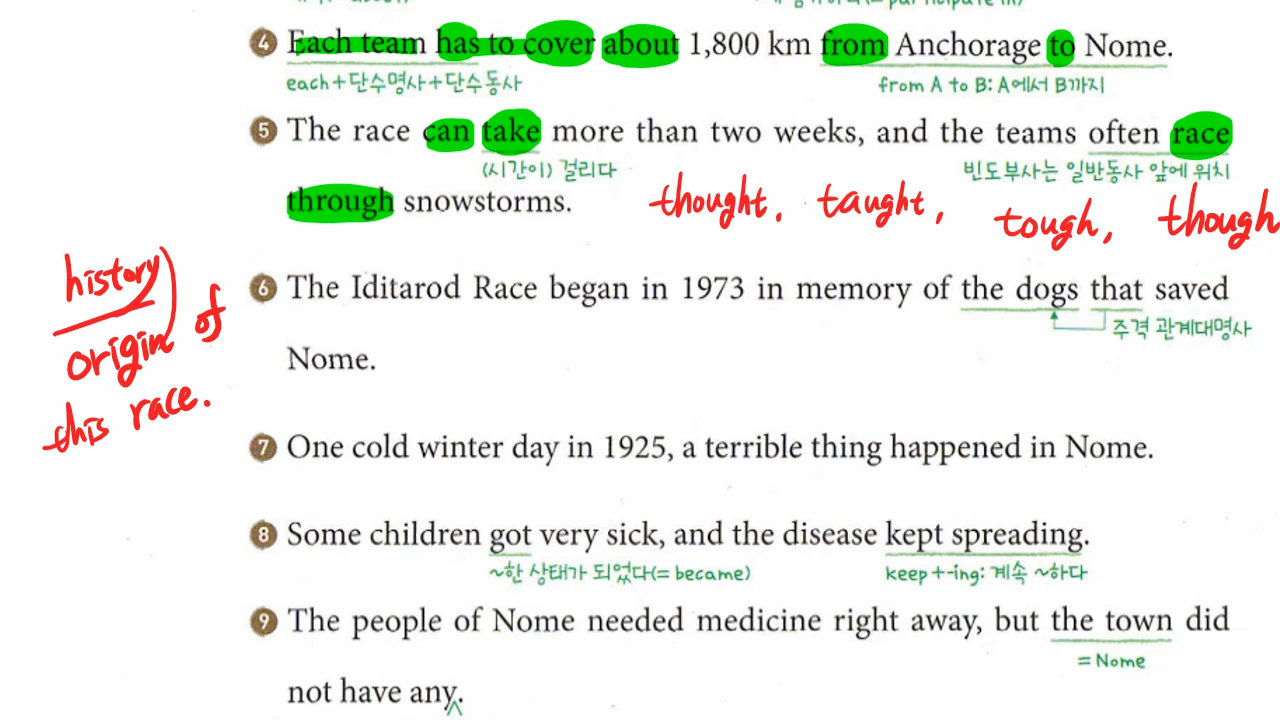 ④ Each team has to cover about 1,800 km from Anchorage to Nome.
each+단수명사+단수동사 from A to B: A에서 B까지
⑤ The race can take more than two weeks, and the teams often race
(시간이) 걸리다 빈도부사는 일반동사 앞에 위치
through snowstorms. thought, taught, tough, though
history
⑥ The Iditarod Race began in 1973 in memory of the dogs that saved
주격 관계대명사
origin of
Nome.
this race.
⑦ One cold winter day in 1925, a terrible thing happened in Nome.
⑧ Some children got very sick, and the disease kept spreading.
~한 상태가 되었다(= became) keep+-ing: 계속 ~하다
⑨ The people of Nome needed medicine right away, but the town did
= Nome
not have any.